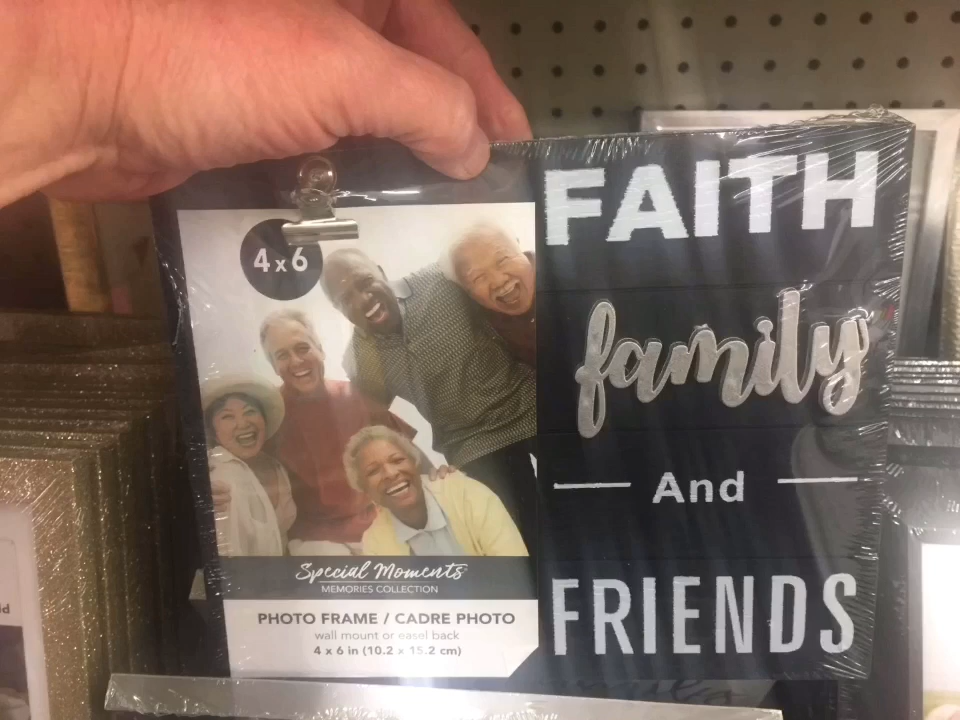 4x6
FAITH
family
And
FRIENDS
Special Moments
MEMORIES COLLECTION
PHOTO FRAME / CADRE PHOTO
wall mount or easel back
4 x 6 in (10.2 x 15.2 cm)